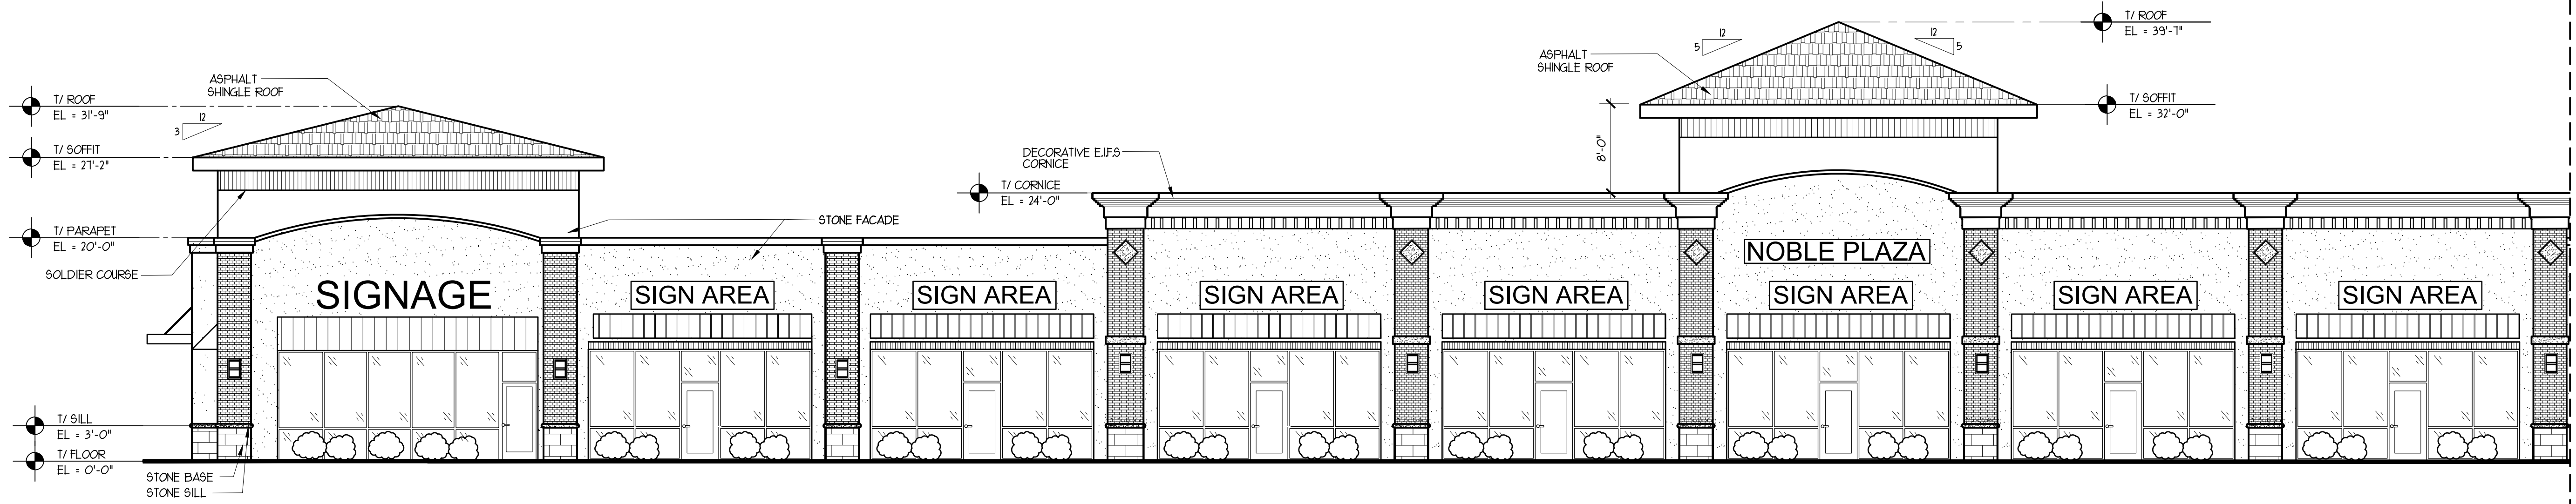 T/ ROOF
EL = 39'-7"
12
5
12
5
ASPHALT
SHINGLE ROOF
ASPHALT
SHINGLE ROOF
T/ ROOF
EL = 31'-9"
T/ SOFFIT
EL = 32'-0"
12
3
8'-0"
T/ SOFFIT
EL = 27'-2"
DECORATIVE E.I.F.S
CORNICE
T/ CORNICE
EL = 24'-0"
STONE FACADE
T/ PARAPET
EL = 20'-0"
SOLDIER COURSE
NOBLE PLAZA
SIGNAGE
SIGN AREA
SIGN AREA
SIGN AREA
SIGN AREA
SIGN AREA
SIGN AREA
SIGN AREA
T/ SILL
EL = 3'-0"
T/ FLOOR
EL = 0'-0"
STONE BASE
STONE SILL